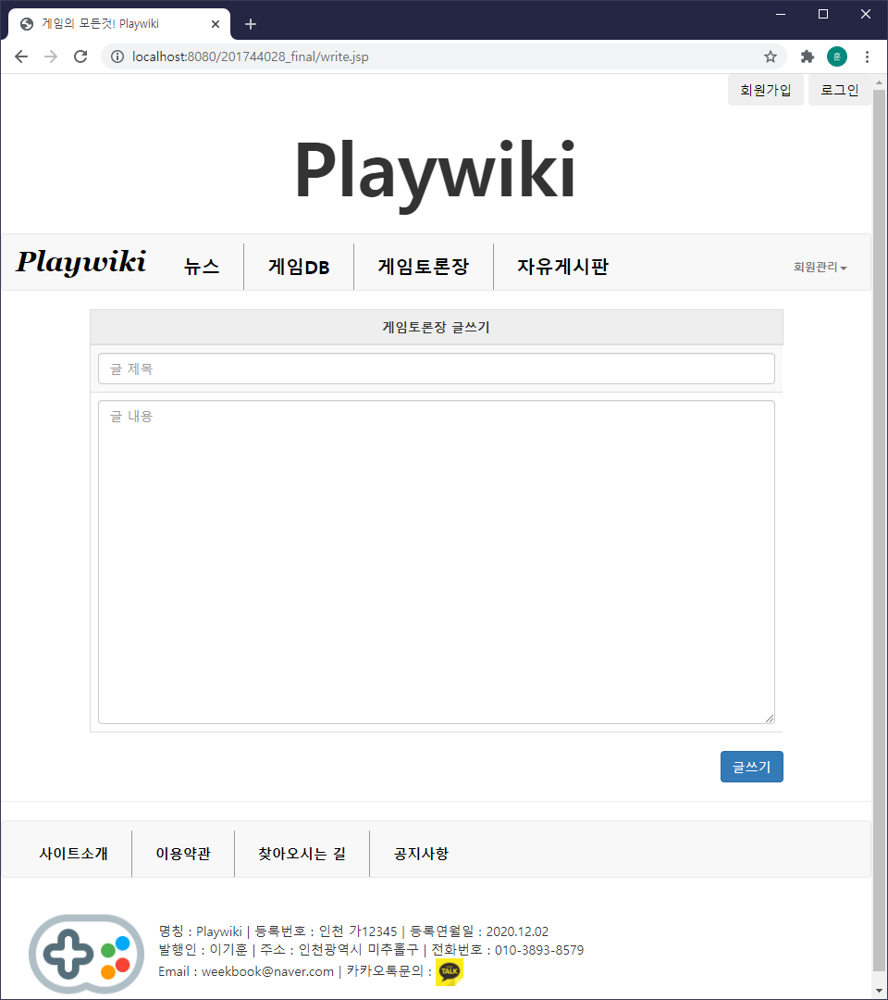 게임의 모든것! Playwiki
localhost:8080/201744028_final/write.jsp
훈
회원가입 로그인
Playwiki
Playwiki 뉴스 게임DB 게임토론장 자유게시판 회원관리
게임토론장 글쓰기
글 제목
글 내용
글쓰기
사이트소개 이용약관 찾아오시는 길 공지사항
명칭 : Playwiki | 등록번호 : 인천 가12345 | 등록연월일 : 2020.12.02
발행인 : 이기훈 | 주소 : 인천광역시 미추홀구 | 전화번호 : 010-3893-8579
Email : weekbook@naver.com | 카카오톡문의 : TALK